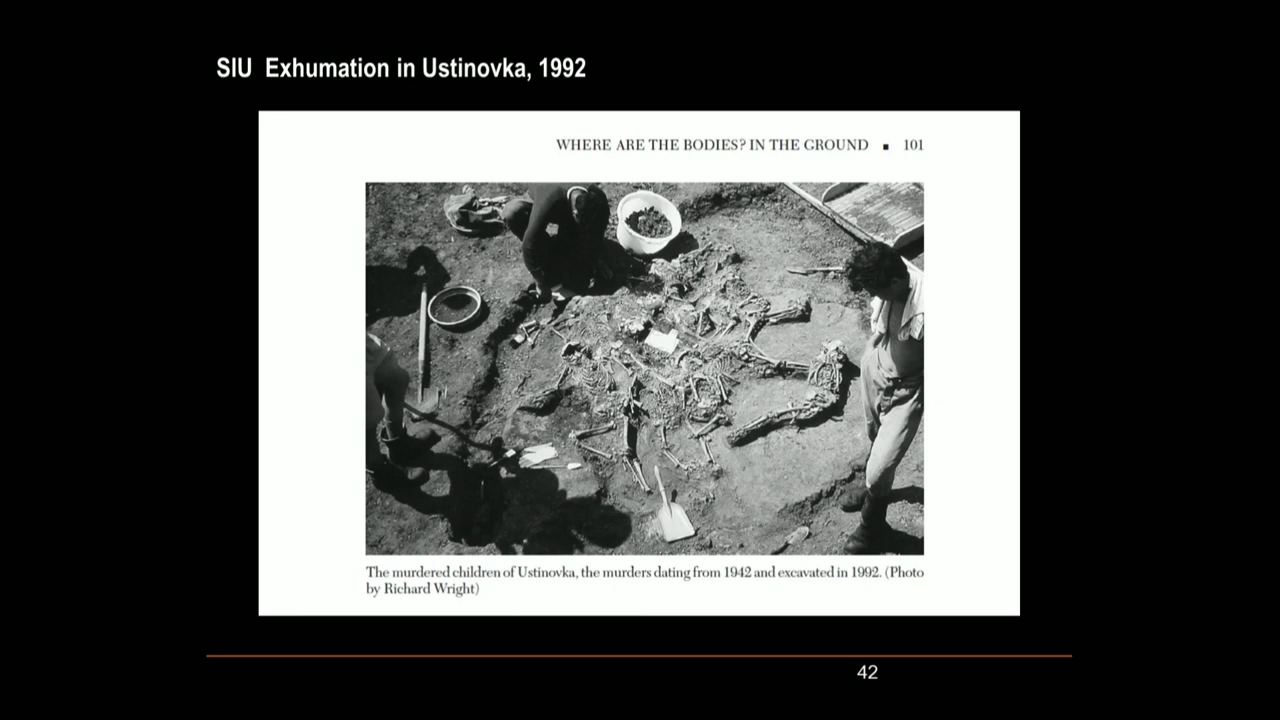 SIU Exhumation in Ustinovka, 1992
WHERE ARE THE BODIES? IN THE GROUND ▪ 101
The murdered children of Ustinovka, the murders dating from 1942 and excavated in 1992. (Photo
by Richard Wright)
42